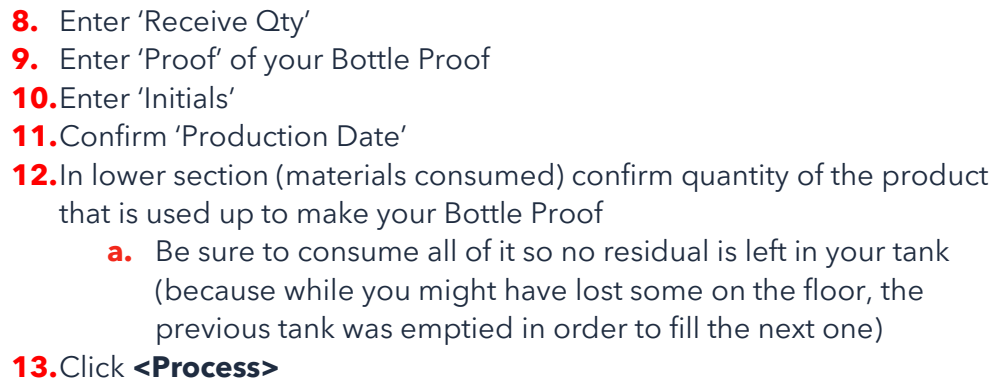 8. Enter ‘Receive Qty’
9. Enter ‘Proof’ of your Bottle Proof
10. Enter ‘Initials’
11. Confirm ‘Production Date’
12. In lower section (materials consumed) confirm quantity of the product
that is used up to make your Bottle Proof
a. Be sure to consume all of it so no residual is left in your tank
(because while you might have lost some on the floor, the
previous tank was emptied in order to fill the next one)
13. Click <Process>